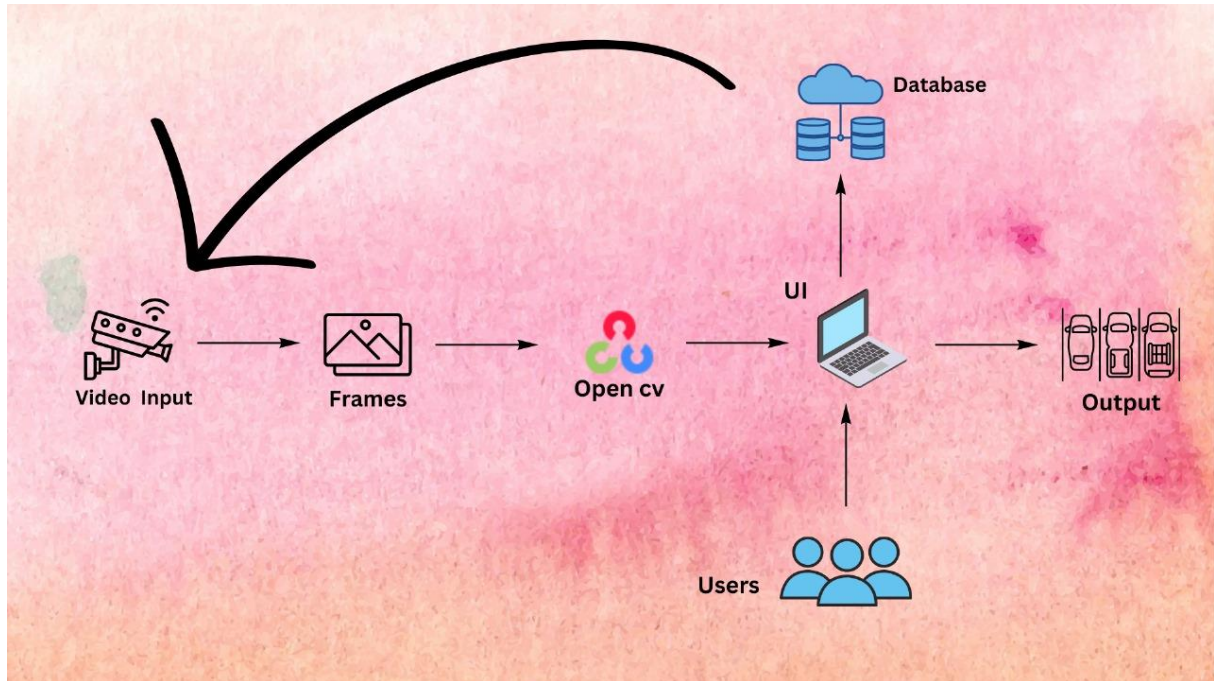 Database
UI
Video Input
Frames
Open cv
Output
Users